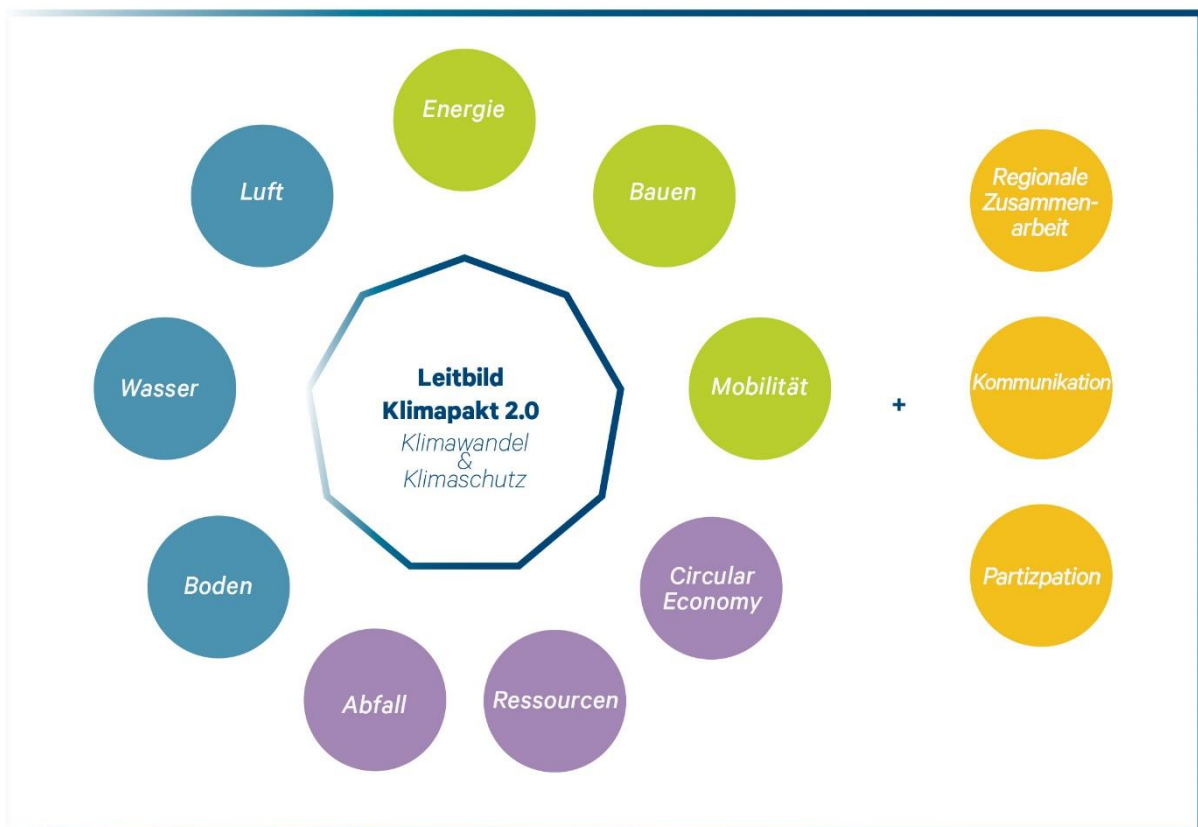 Energie
Luft
Bauen
Regionale
Zusammen-
arbeit
Leitbild
Klimapakt 2.0
Klimawandel
&
Klimaschutz
Wasser
Mobilität
+
Kommunikation
Boden
Circular
Economy
Partizpation
Abfall
Ressourcen